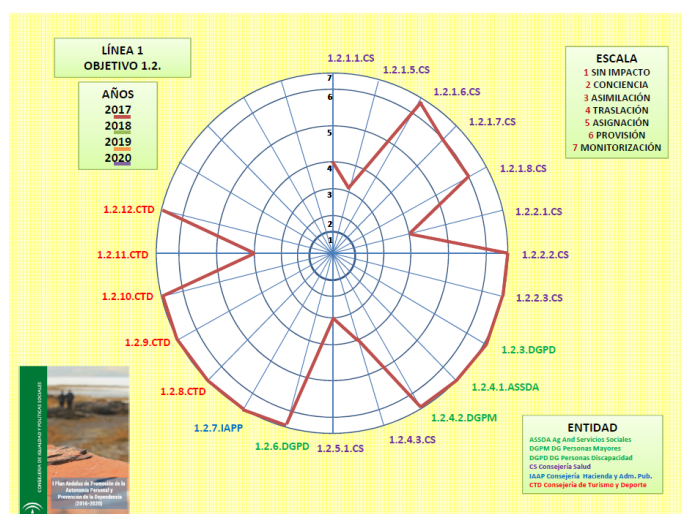 LÍNEA 1
OBJETIVO 1.2.
AÑOS
2017
2018
2019
2020
ESCALA
1 SIN IMPACTO
2 CONCIENCIA
3 ASIMILACIÓN
4 TRASLACIÓN
5 ASIGNACIÓN
6 PROVISIÓN
7 MONITORIZACIÓN
7
6
5
4
3
2
1
1.2.1.1.CS
1.2.1.5.CS
1.2.1.6.CS
1.2.1.7.CS
1.2.1.8.CS
1.2.2.1.CS
1.2.2.2.CS
1.2.2.3.CS
1.2.3.DGPD
1.2.4.1.ASSDA
1.2.4.2.DGPM
1.2.4.3.CS
1.2.5.1.CS
1.2.6.DGPD
1.2.7.IAPP
1.2.8.CTD
1.2.9.CTD
1.2.10.CTD
1.2.11.CTD
1.2.12.CTD
CONSEJERÍA DE IGUALDAD Y POLÍTICAS SOCIALES
I Plan Andaluz de Promoción de la
Autonomía Personal y
Prevención de la Dependencia
(2016-2020)
ENTIDAD
ASSDA Ag And Servicios Sociales
DGPM DG Personas Mayores
DGPD DG Personas Discapacidad
CS Consejería Salud
IAAP Consejería Hacienda y Adm. Pub.
CTD Consejería de Turismo y Deporte